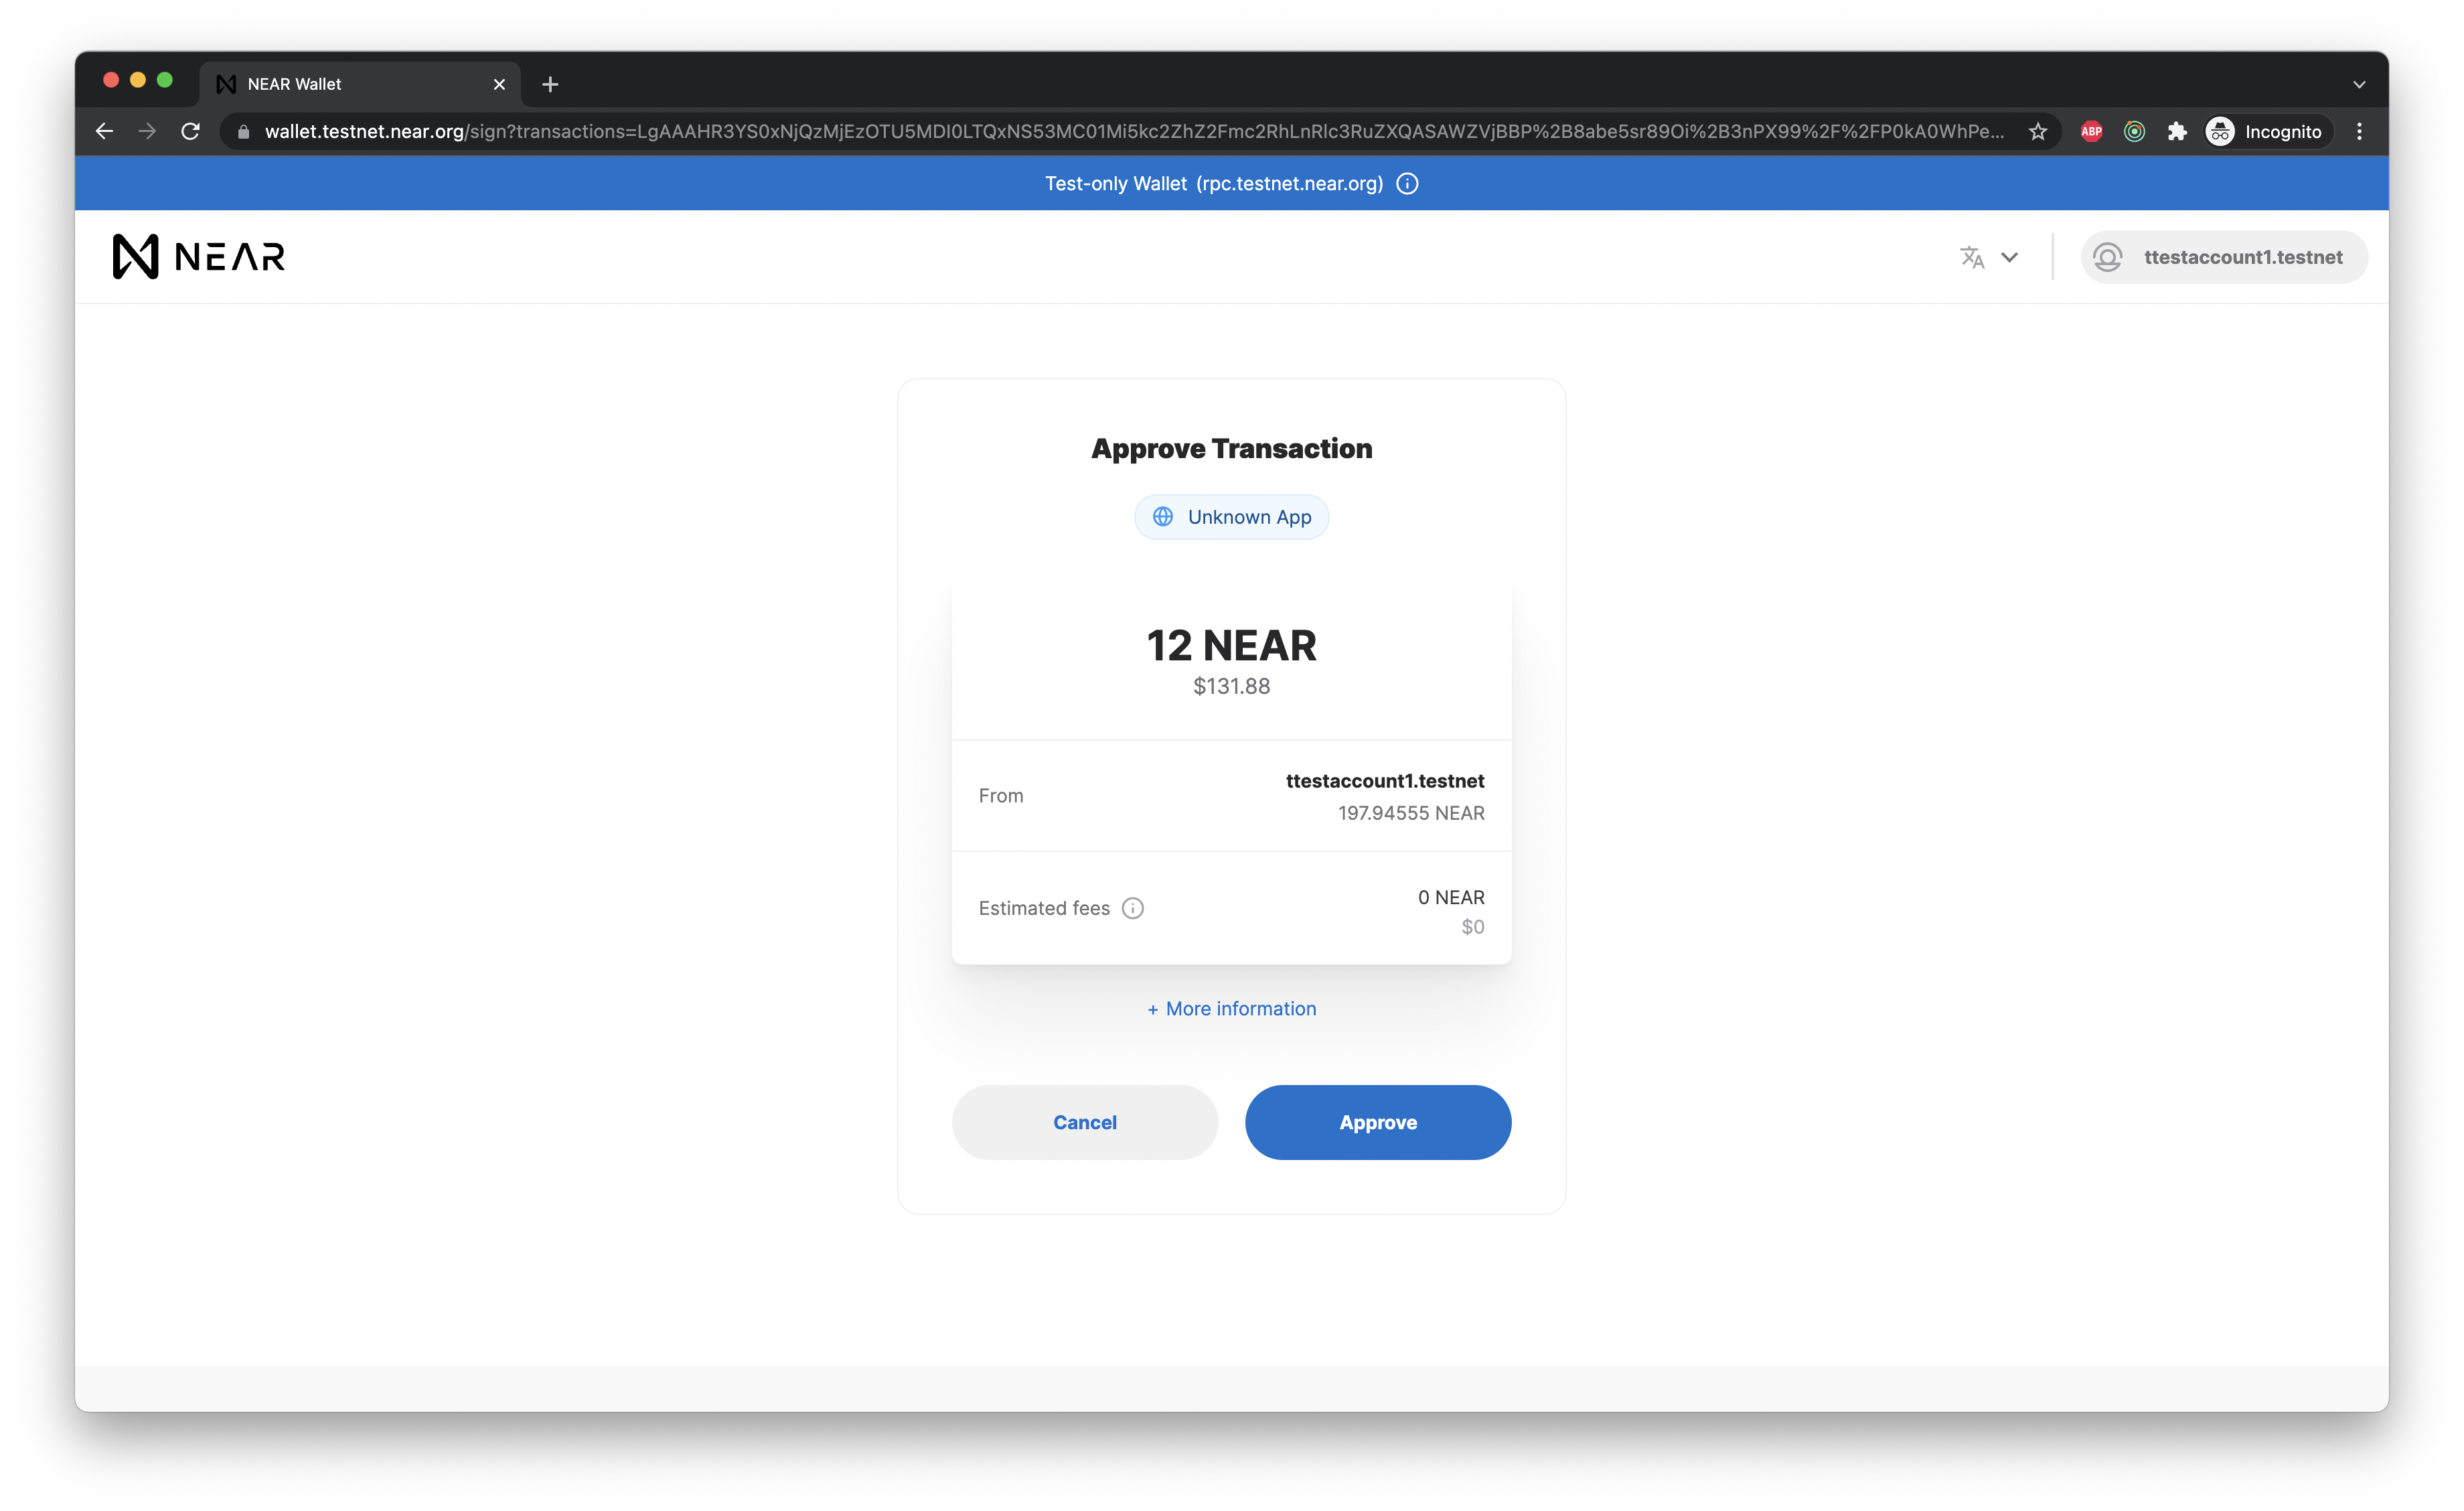 NEAR Wallet
wallet.testnet.near.org/sign?transactions=LgAAAHR3YS0xNjQzMjEzOTU5MDI0LTQxNS53MC01Mi5kc2ZhZ2Fmc2RhLnRlc3RuZXQASAWZVjBBP%2B8abe5sr89Oi%2B3nPX99%2F%2FP0kA0WhPe...
ABP
Incognito
Test-only Wallet (rpc.testnet.near.org)
NEAR
ttestaccount1.testnet
Approve Transaction
Unknown App
12 NEAR
$131.88
From
ttestaccount1.testnet
197.94555 NEAR
Estimated fees
0 NEAR
$0
+ More information
Cancel
Approve